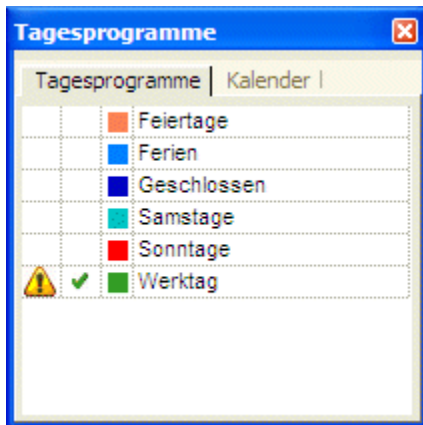 Tagesprogramme
Tagesprogramme Kalender
Feiertage
Ferien
Geschlossen
Samstage
Sonntage
Werktag